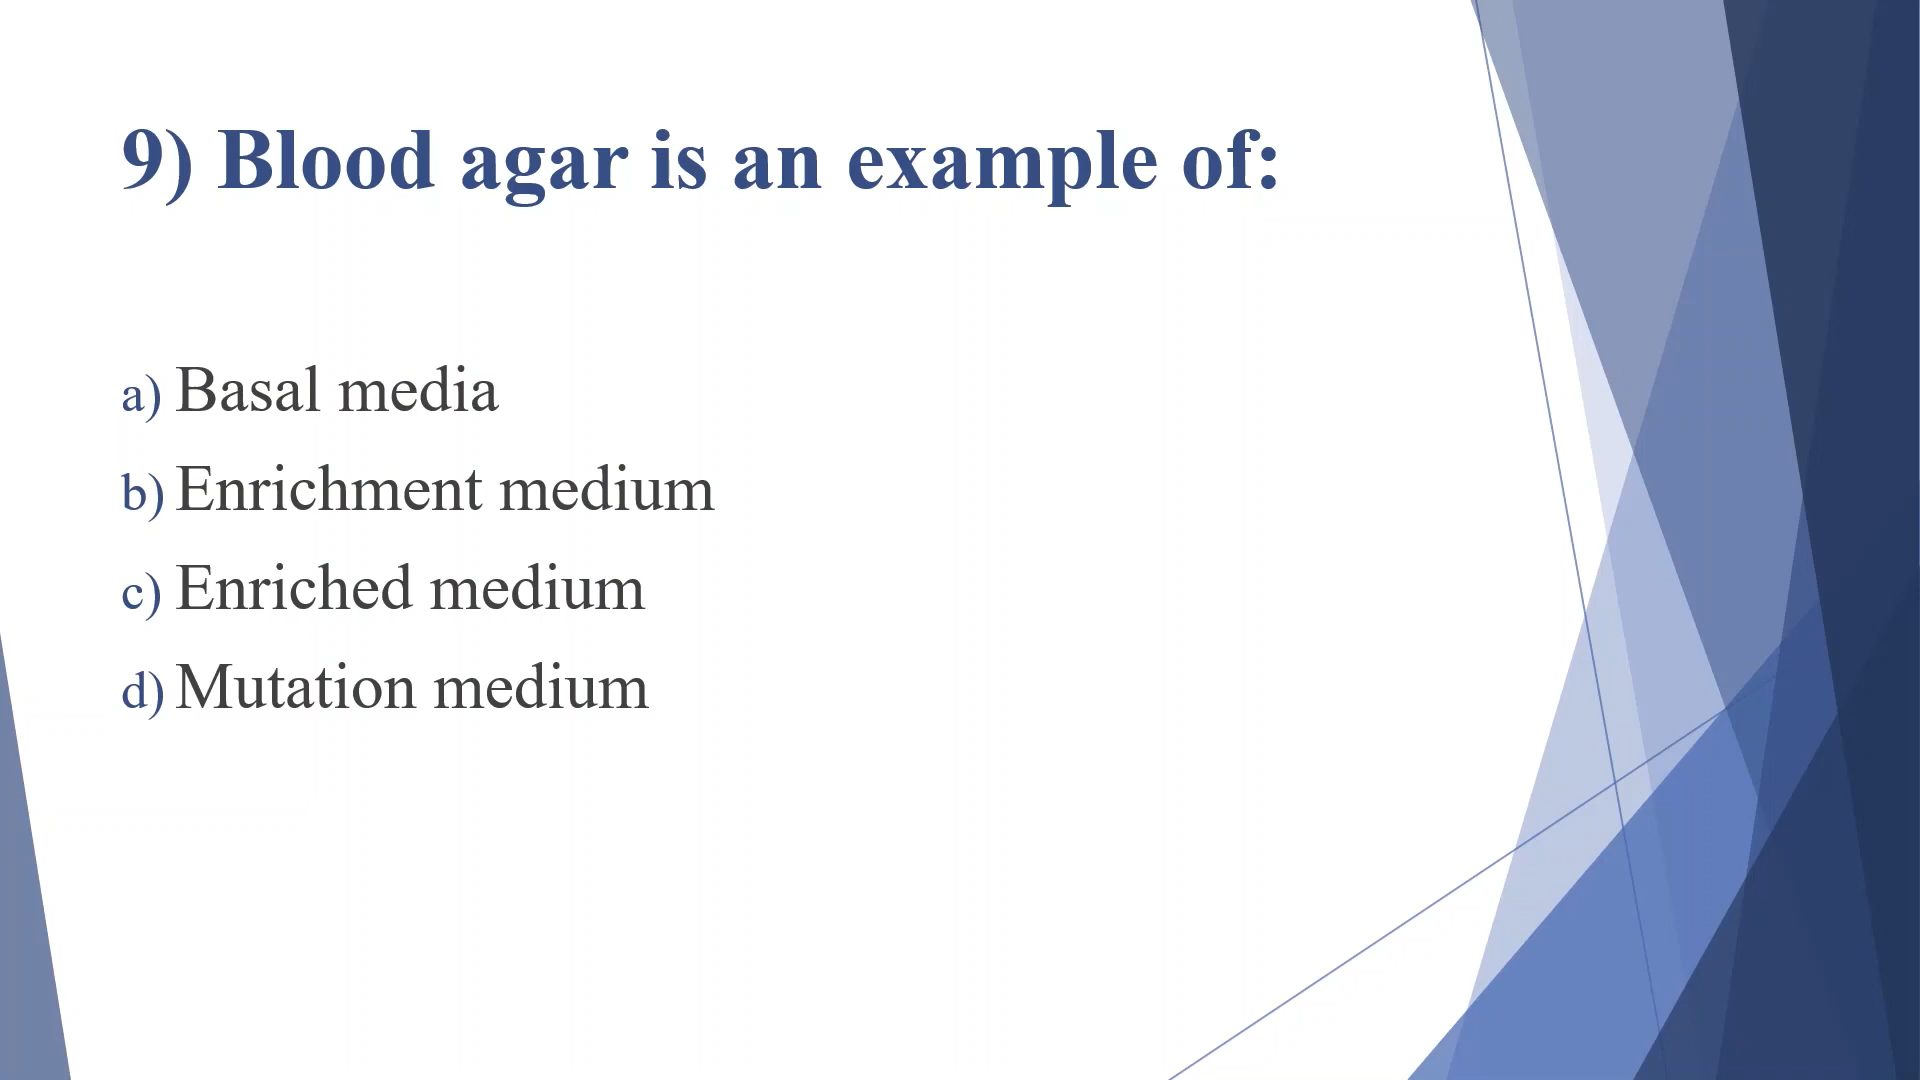 9) Blood agar is an example of:
a) Basal media
b) Enrichment medium
c) Enriched medium
d) Mutation medium